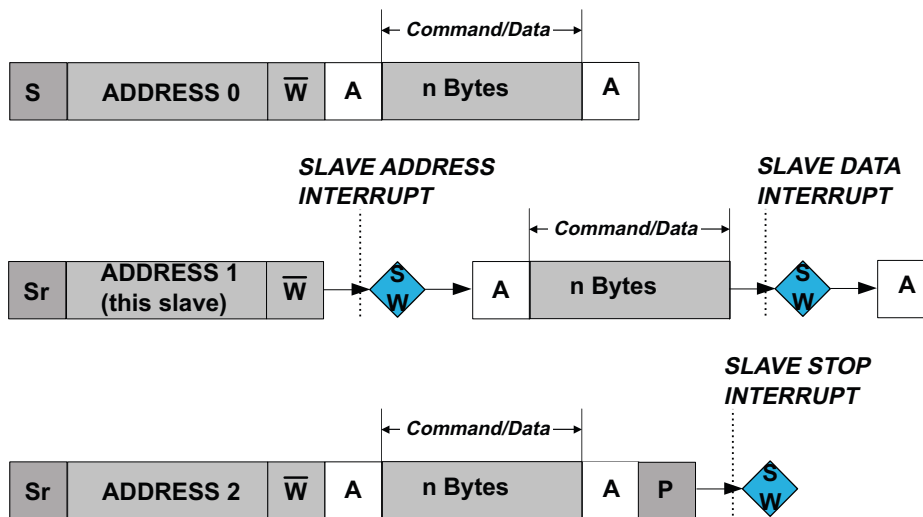 Command/Data
S ADDRESS 0 W̅ A n Bytes A
SLAVE ADDRESS
INTERRUPT
SLAVE DATA
INTERRUPT
Command/Data
Sr ADDRESS 1
(this slave)
W̅
S
W
A n Bytes
S
W
A
SLAVE STOP
INTERRUPT
Command/Data
Sr ADDRESS 2 W̅ A n Bytes A P
S
W